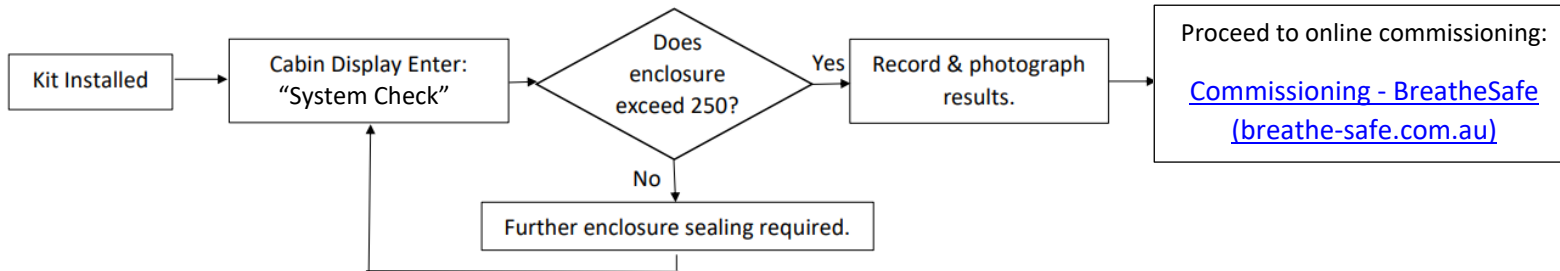 Kit Installed
Cabin Display Enter:
“System Check”
Does
enclosure
exceed 250?
Yes
Record & photograph
results.
Proceed to online commissioning:
Commissioning - BreatheSafe
(breathe-safe.com.au)
No
Further enclosure sealing required.